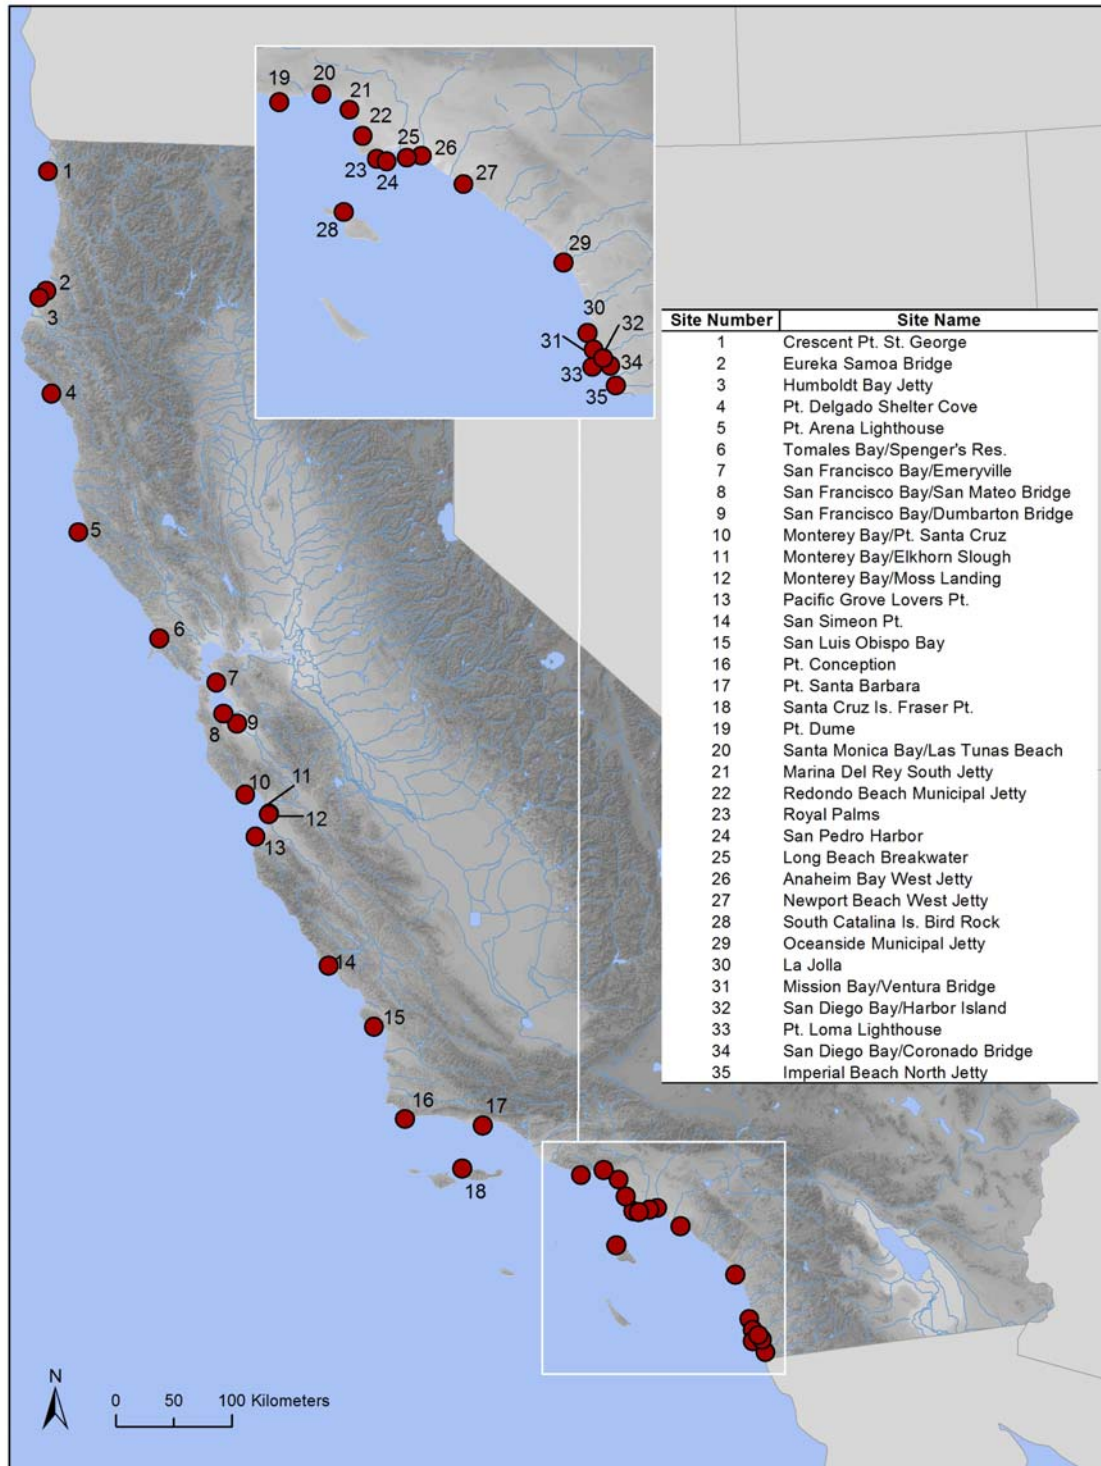 19
20
21
22
23
24
25
26
27
28
29
30
31
32
33
34
35
1
2
3
4
5
6
7
8
9
10
11
12
13
14
15
16
17
18
Site Number Site Name
1 Crescent Pt. St. George
2 Eureka Samoa Bridge
3 Humboldt Bay Jetty
4 Pt. Delgado Shelter Cove
5 Pt. Arena Lighthouse
6 Tomales Bay/Spenger's Res.
7 San Francisco Bay/Emeryville
8 San Francisco Bay/San Mateo Bridge
9 San Francisco Bay/Dumbarton Bridge
10 Monterey Bay/Pt. Santa Cruz
11 Monterey Bay/Elkhorn Slough
12 Monterey Bay/Moss Landing
13 Pacific Grove Lovers Pt.
14 San Simeon Pt.
15 San Luis Obispo Bay
16 Pt. Conception
17 Pt. Santa Barbara
18 Santa Cruz Is. Fraser Pt.
19 Pt. Dume
20 Santa Monica Bay/Las Tunas Beach
21 Marina Del Rey South Jetty
22 Redondo Beach Municipal Jetty
23 Royal Palms
24 San Pedro Harbor
25 Long Beach Breakwater
26 Anaheim Bay West Jetty
27 Newport Beach West Jetty
28 South Catalina Is. Bird Rock
29 Oceanside Municipal Jetty
30 La Jolla
31 Mission Bay/Ventura Bridge
32 San Diego Bay/Harbor Island
33 Pt. Loma Lighthouse
34 San Diego Bay/Coronado Bridge
35 Imperial Beach North Jetty
N
0 50 100 Kilometers